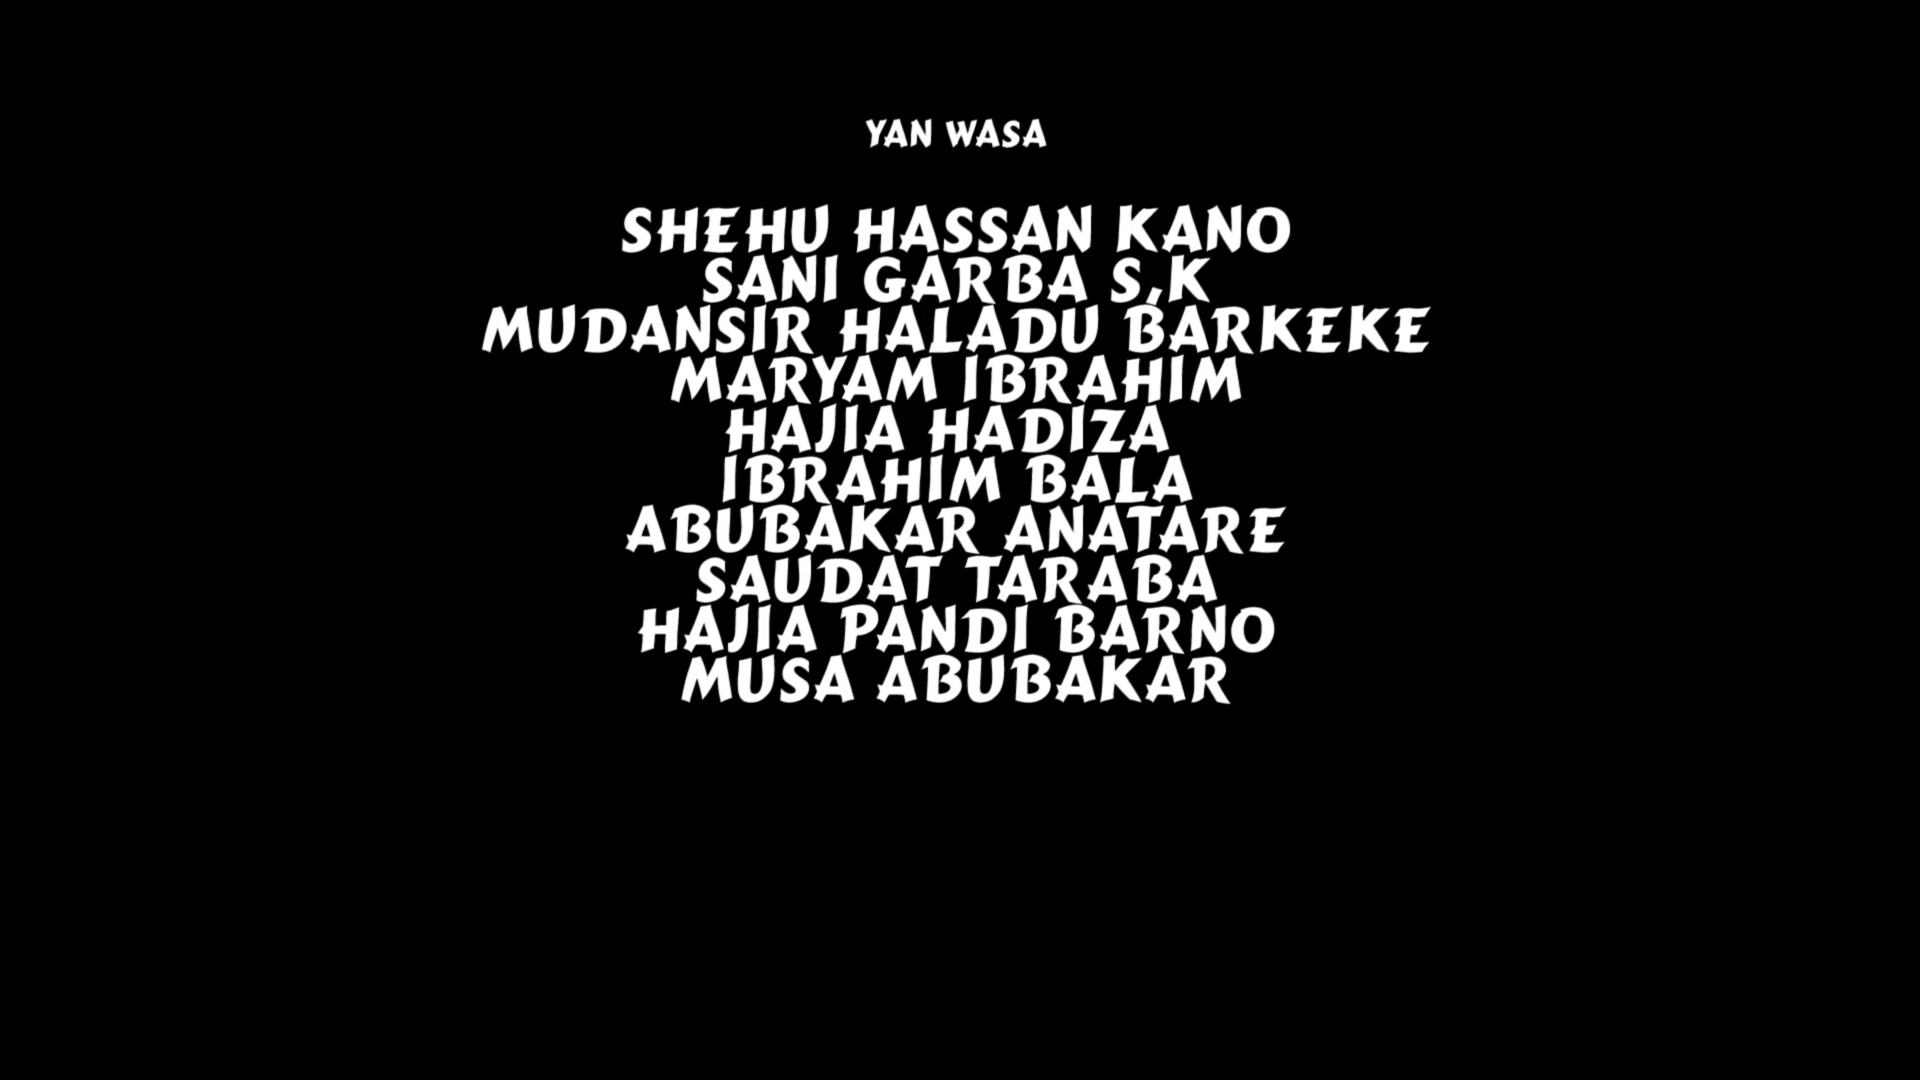 YAN WASA
SHEHU HASSAN KANO
SANI GARBA S,K
MUDANSIR HALADU BARKEKE
MARYAM IBRAHIM
HAJIA HADIZA
IBRAHIM BALA
ABUBAKAR ANATARE
SAUDAT TARABA
HAJIA PANDI BARNO
MUSA ABUBAKAR